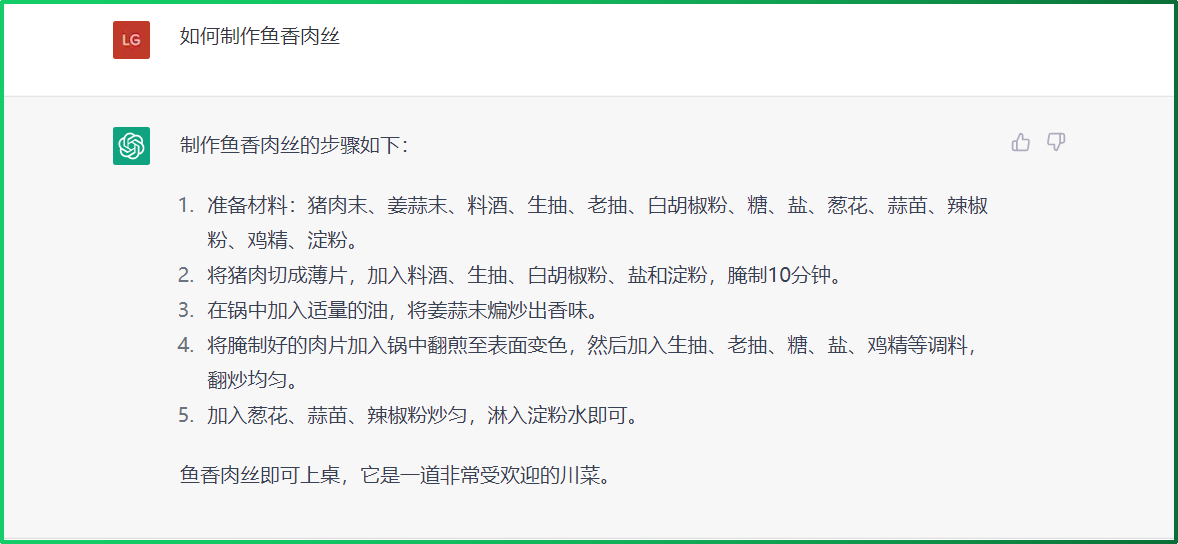 LG
如何制作鱼香肉丝
制作鱼香肉丝的步骤如下:
1. 准备材料:猪肉末、姜蒜末、料酒、生抽、老抽、白胡椒粉、糖、盐、葱花、蒜苗、辣椒
粉、鸡精、淀粉。
2. 将猪肉切成薄片，加入料酒、生抽、白胡椒粉、盐和淀粉，腌制10分钟。
3. 在锅中加入适量的油，将姜蒜末煸炒出香味。
4. 将腌制好的肉片加入锅中翻煎至表面变色，然后加入生抽、老抽、糖、盐、鸡精等调料，
翻炒均匀。
5. 加入葱花、蒜苗、辣椒粉炒匀，淋入淀粉水即可。
鱼香肉丝即可上桌，它是一道非常受欢迎的川菜。